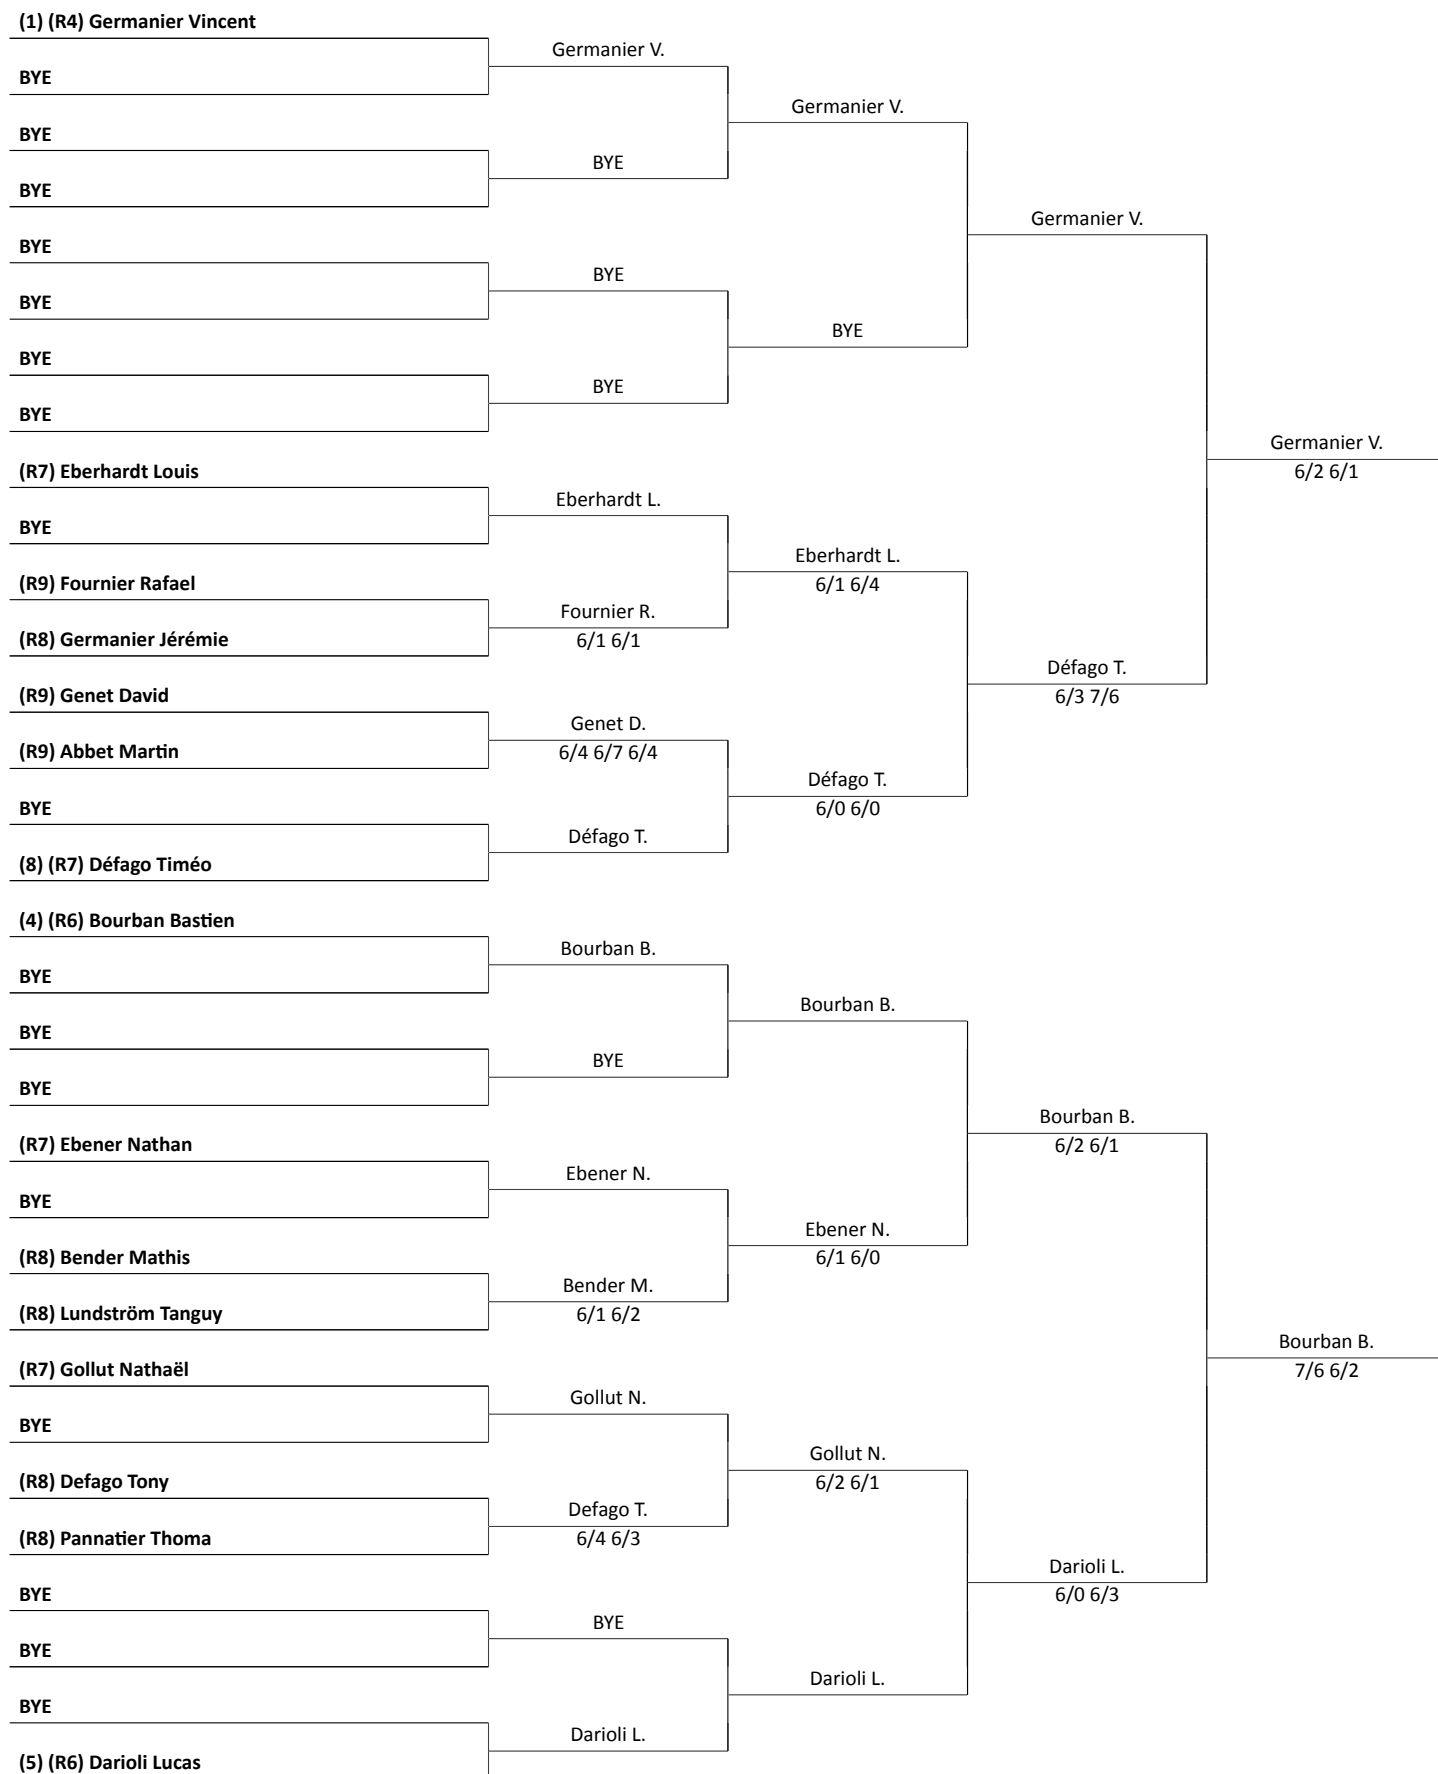 (1) (R4) Germanier Vincent
BYE
BYE
BYE
BYE
BYE
BYE
BYE
(R7) Eberhardt Louis
BYE
(R9) Fournier Rafael
(R8) Germanier Jérémie
(R9) Genet David
(R9) Abbet Martin
BYE
(8) (R7) Défago Timéo
(4) (R6) Bourban Bastien
BYE
BYE
BYE
(R7) Ebener Nathan
BYE
(R8) Bender Mathis
(R8) Lundström Tanguy
(R7) Gollut Nathaël
BYE
(R8) Defago Tony
(R8) Pannatier Thoma
BYE
BYE
BYE
(5) (R6) Darioli Lucas
Germanier V.
BYE
BYE
BYE
Eberhardt L.
Fournier R.
6/1 6/1
Genet D.
6/4 6/7 6/4
Défago T.
Bourban B.
BYE
Ebener N.
Bender M.
6/1 6/2
Gollut N.
Defago T.
6/4 6/3
BYE
Darioli L.
Germanier V.
BYE
Eberhardt L.
6/1 6/4
Défago T.
6/0 6/0
Bourban B.
Ebener N.
6/1 6/0
Gollut N.
6/2 6/1
Darioli L.
Germanier V.
Défago T.
6/3 7/6
Bourban B.
6/2 6/1
Darioli L.
6/0 6/3
Germanier V.
6/2 6/1
Bourban B.
7/6 6/2